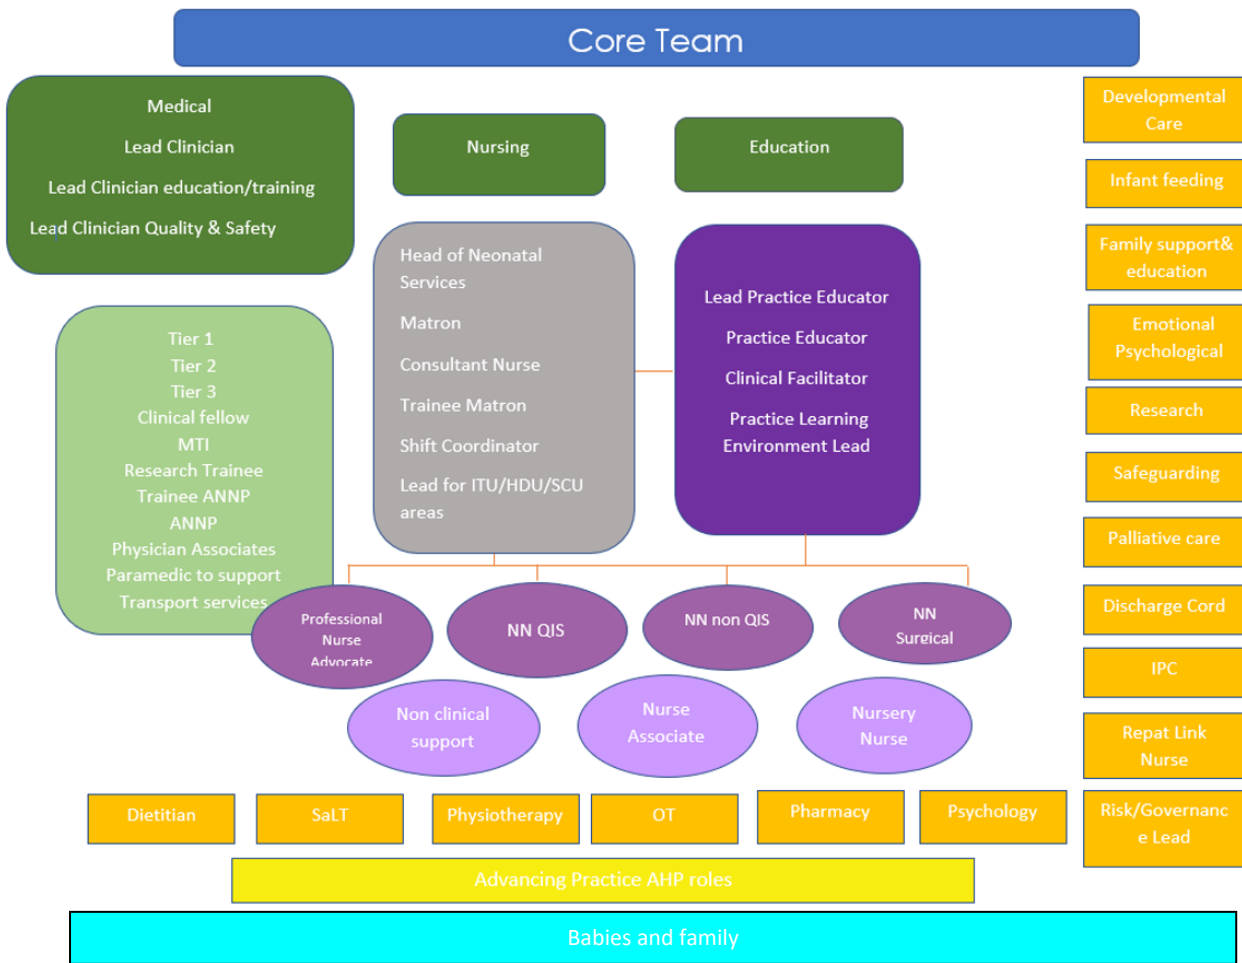 Core Team
Medical
Lead Clinician
Lead Clinician education/training
Lead Clinician Quality & Safety
Nursing
Education
Head of Neonatal
Services
Matron
Consultant Nurse
Trainee Matron
Shift Coordinator
Lead for ITU/HDU/SCU
areas
Lead Practice Educator
Practice Educator
Clinical Facilitator
Practice Learning
Environment Lead
Tier 1
Tier 2
Tier 3
Clinical fellow
MTI
Research Trainee
Trainee ANNP
ANNP
Physician Associates
Paramedic to support
Transport services
Professional
Nurse
Advocate
NN QIS
NN non QIS
NN
Surgical
Non clinical
support
Nurse
Associate
Nursery
Nurse
Developmental
Care
Infant feeding
Family support&
education
Emotional
Psychological
Research
Safeguarding
Palliative care
Discharge Cord
IPC
Repat Link
Nurse
Risk/Governanc
e Lead
Dietitian
SaLT
Physiotherapy
OT
Pharmacy
Psychology
Advancing Practice AHP roles
Babies and family